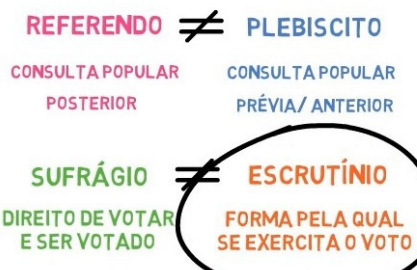 REFERENDO ≠ PLEBISCITO
CONSULTA POPULAR CONSULTA POPULAR
POSTERIOR PRÉVIA/ ANTERIOR
SUFRÁGIO ≠ ESCRUTÍNIO
DIREITO DE VOTAR FORMA PELA QUAL
E SER VOTADO SE EXERCITA O VOTO